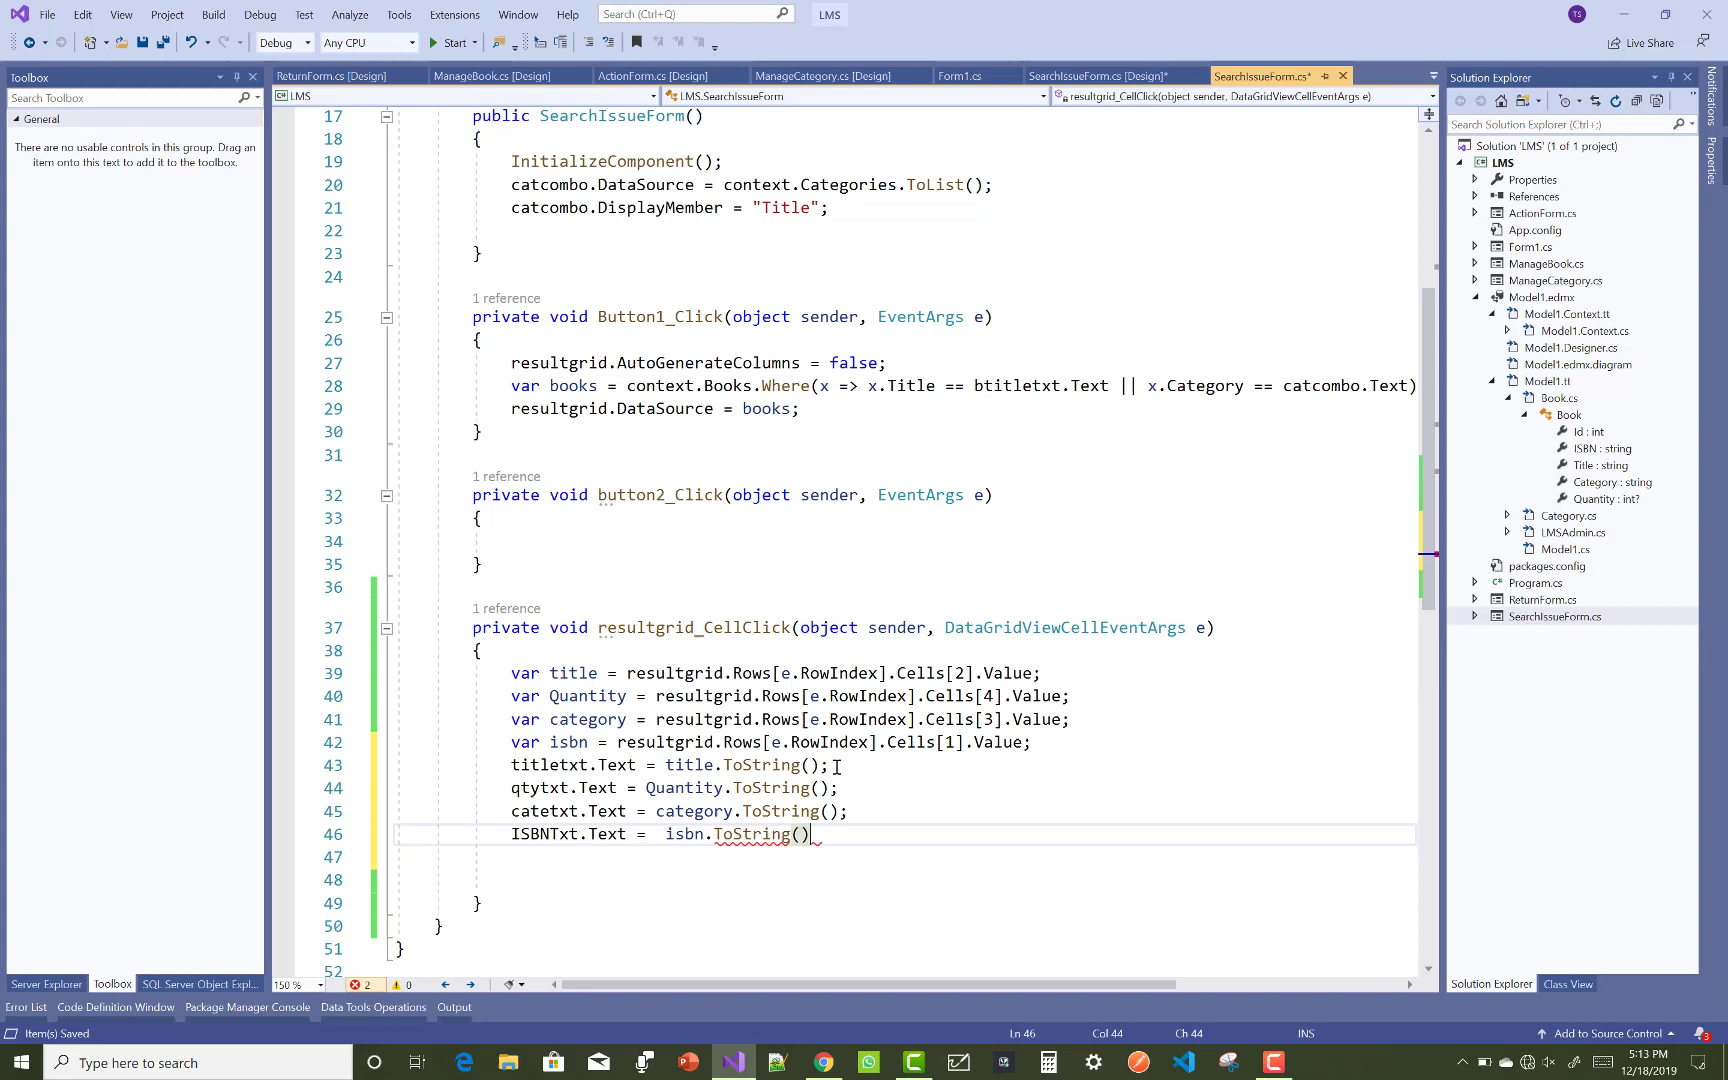 File Edit View Project Build Debug Test Analyze Tools Extensions Window Help Search (Ctrl+Q) LMS TS
Debug Any CPU Start Live Share
Toolbox
Search Toolbox
General
There are no usable controls in this group. Drag an
item onto this text to add it to the toolbox.
ReturnForm.cs [Design] ManageBook.cs [Design] ActionForm.cs [Design] ManageCategory.cs [Design] Form1.cs SearchIssueForm.cs [Design]* SearchIssueForm.cs*
LMS LMS.SearchIssueForm resultgrid_CellClick(object sender, DataGridViewCellEventArgs e)
17 public SearchIssueForm()
18 {
19 InitializeComponent();
20 catcombo.DataSource = context.Categories.ToList();
21 catcombo.DisplayMember = "Title";
22
23 }
24
1 reference
25 private void Button1_Click(object sender, EventArgs e)
26 {
27 resultgrid.AutoGenerateColumns = false;
28 var books = context.Books.Where(x => x.Title == btitletxt.Text || x.Category == catcombo.Text)
29 resultgrid.DataSource = books;
30 }
31
1 reference
32 private void button2_Click(object sender, EventArgs e)
33 {
34
35 }
36
1 reference
37 private void resultgrid_CellClick(object sender, DataGridViewCellEventArgs e)
38 {
39 var title = resultgrid.Rows[e.RowIndex].Cells[2].Value;
40 var Quantity = resultgrid.Rows[e.RowIndex].Cells[4].Value;
41 var category = resultgrid.Rows[e.RowIndex].Cells[3].Value;
42 var isbn = resultgrid.Rows[e.RowIndex].Cells[1].Value;
43 titletxt.Text = title.ToString();
44 qtytxt.Text = Quantity.ToString();
45 catetxt.Text = category.ToString();
46 ISBNTxt.Text =  isbn.ToString()
47
48
49 }
50 }
51 }
52
150 % 2 0
Solution Explorer
Search Solution Explorer (Ctrl+;)
Solution 'LMS' (1 of 1 project)
LMS
Properties
References
ActionForm.cs
App.config
Form1.cs
ManageBook.cs
ManageCategory.cs
Model1.edmx
Model1.Context.tt
Model1.Context.cs
Model1.Designer.cs
Model1.edmx.diagram
Model1.tt
Book.cs
Book
Id : int
ISBN : string
Title : string
Category : string
Quantity : int?
Category.cs
LMSAdmin.cs
Model1.cs
packages.config
Program.cs
ReturnForm.cs
SearchIssueForm.cs
Notifications
Properties
Server Explorer Toolbox SQL Server Object Expl... Solution Explorer Class View
Error List Code Definition Window Package Manager Console Data Tools Operations Output
Item(s) Saved Ln 46 Col 44 Ch 44 INS Add to Source Control 3
Type here to search
5:13 PM
12/18/2019